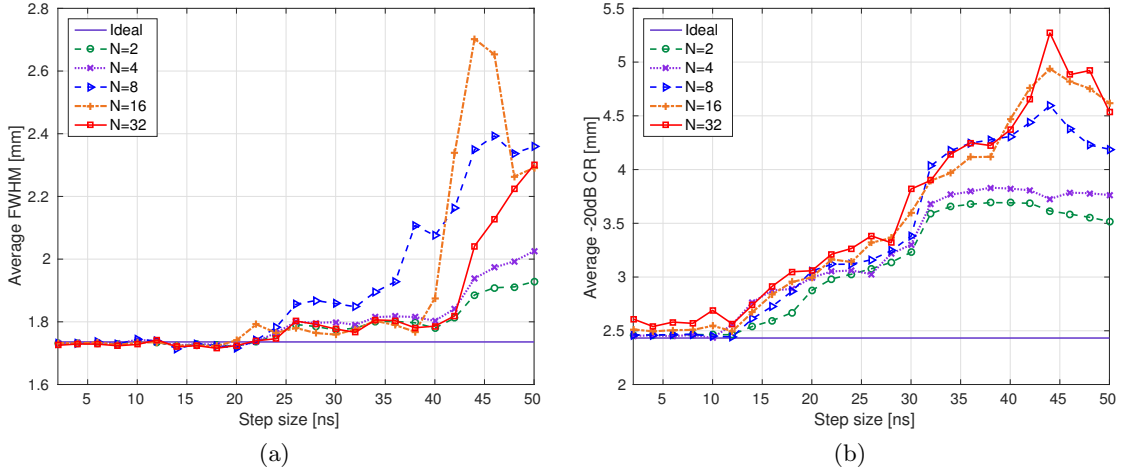 2.8
2.6
2.4
2.2
2
1.8
1.6
Average FWHM [mm]
Ideal
N=2
N=4
N=8
N=16
N=32
5 10 15 20 25 30 35 40 45 50
Step size [ns]
(a)
5.5
5
4.5
4
3.5
3
2.5
2
Average -20dB CR [mm]
Ideal
N=2
N=4
N=8
N=16
N=32
5 10 15 20 25 30 35 40 45 50
Step size [ns]
(b)